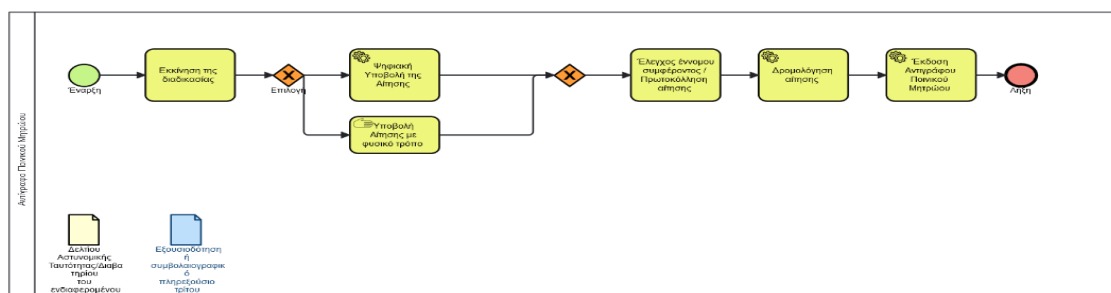 Αντίγραφο Ποινικού Μητρώου
Έναρξη
Εκκίνηση της
διαδικασίας
Επιλογή
Ψηφιακή
Υποβολή της
Αίτησης
Υποβολή
Αίτησης με
φυσικό τρόπο
Έλεγχος έννομου
συμφέροντος /
Πρωτοκόλληση
αίτησης
Δρομολόγηση
αίτησης
Έκδοση
Αντιγράφου
Ποινικού
Μητρώου
Λήξη
Δελτίου
Αστυνομικής
Ταυτότητας/Διαβα
τηρίου
του
ενδιαφερομένου
Εξουσιοδότηση
ή
συμβολαιογραφικ
ό
πληρεξούσιο
τρίτου